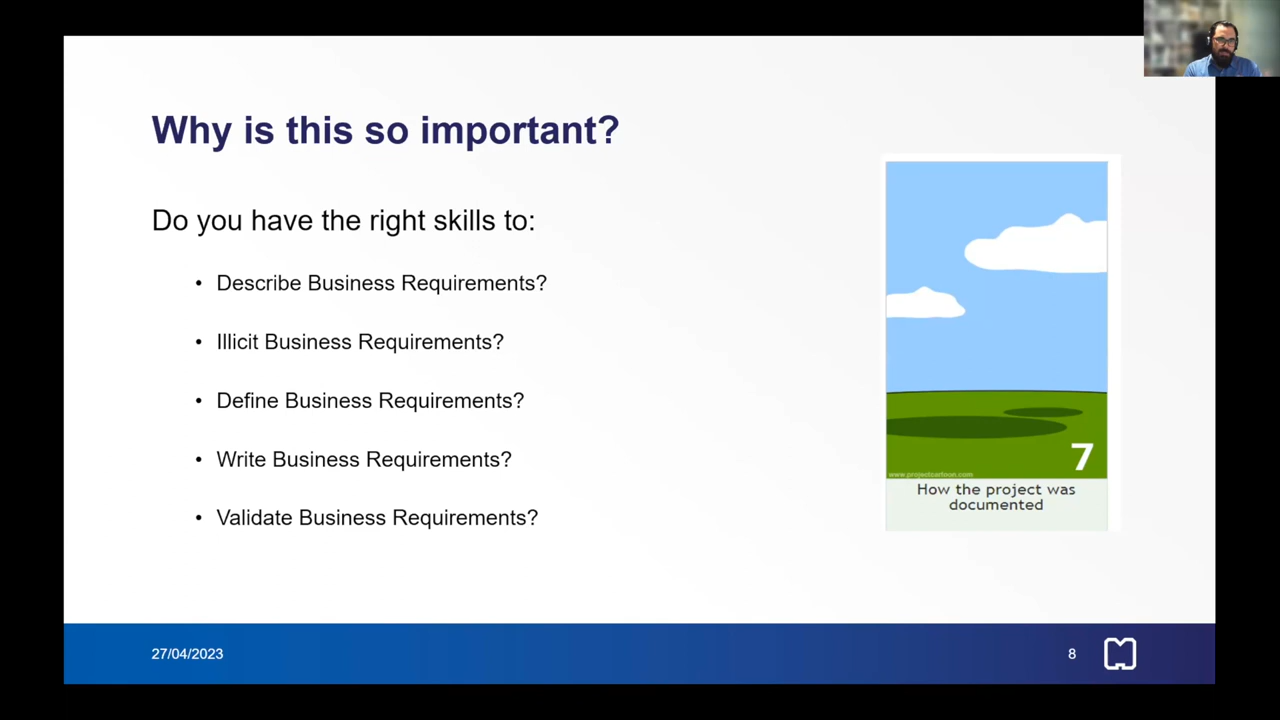 Why is this so important?
Do you have the right skills to:
• Describe Business Requirements?
• Illicit Business Requirements?
• Define Business Requirements?
• Write Business Requirements?
• Validate Business Requirements?
7
www.projectcartoon.com
How the project was
documented
27/04/2023
8